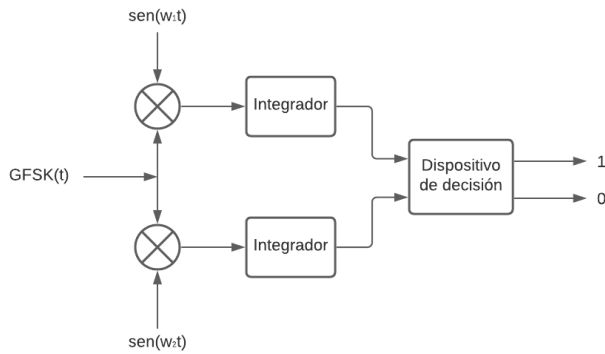 sen(w₁t)
Integrador
GFSK(t)
Dispositivo
de decisión
1
0
Integrador
sen(w₂t)